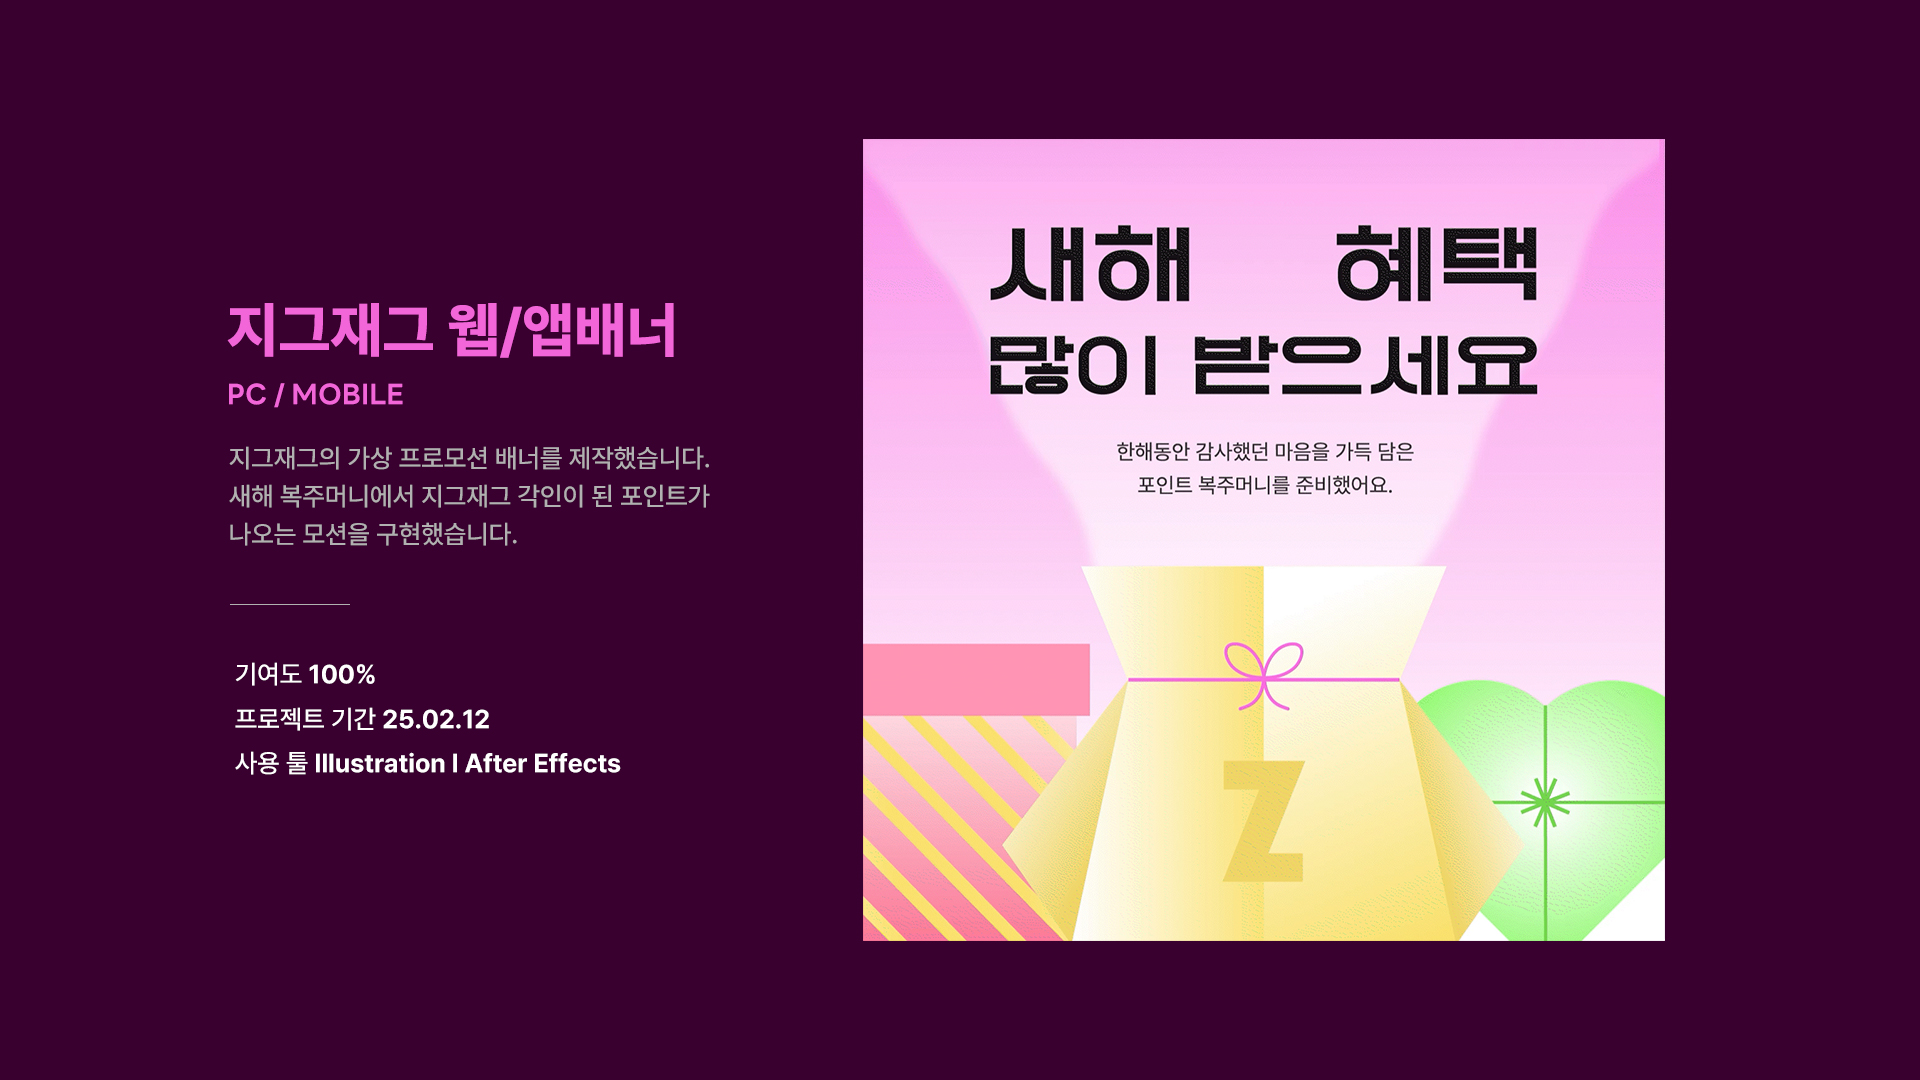 지그재그 웹/앱배너
PC / MOBILE
지그재그의 가상 프로모션 배너를 제작했습니다.
새해 복주머니에서 지그재그 각인이 된 포인트가
나오는 모션을 구현했습니다.
기여도 100%
프로젝트 기간 25.02.12
사용 툴 Illustration I After Effects
새해 혜택
많이 받으세요
한해동안 감사했던 마음을 가득 담은
포인트 복주머니를 준비했어요.
Z